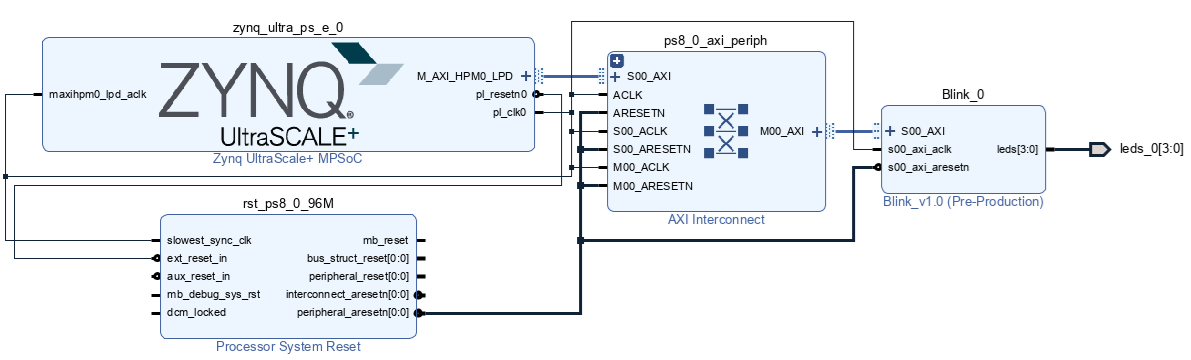 zynq_ultra_ps_e_0
maxihpm0_lpd_aclk
ZYNQ®
UltraSCALE+
M_AXI_HPM0_LPD
pl_resetn0
pl_clk0
Zynq UltraScale+ MPSoC
ps8_0_axi_periph
S00_AXI
ACLK
ARESETN
S00_ACLK
S00_ARESETN
M00_ACLK
M00_ARESETN
M00_AXI
AXI Interconnect
Blink_0
S00_AXI
s00_axi_aclk
s00_axi_aresetn
leds[3:0]
Blink_v1.0 (Pre-Production)
leds_0[3:0]
rst_ps8_0_96M
slowest_sync_clk
ext_reset_in
aux_reset_in
mb_debug_sys_rst
dcm_locked
mb_reset
bus_struct_reset[0:0]
peripheral_reset[0:0]
interconnect_aresetn[0:0]
peripheral_aresetn[0:0]
Processor System Reset